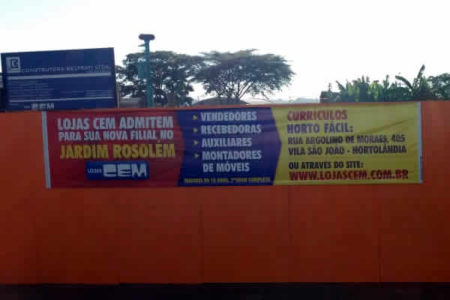 LOJAS CEM ADMITEM
PARA SUA NOVA FILIAL NO
JARDIM ROSOLÉM
LOJAS CEM
VENDEDORES
RECEBEDORAS
AUXILIARES
MONTADORES
DE MÓVEIS
CURRÍCULOS
HORTO FÁCIL:
RUA ARGOLINO DE MORAES, 405
VILA SÃO JOÃO - HORTOLÂNDIA
OU ATRAVÉS DO SITE:
WWW.LOJASCEM.COM.BR
CONSTRUTORA
CEM